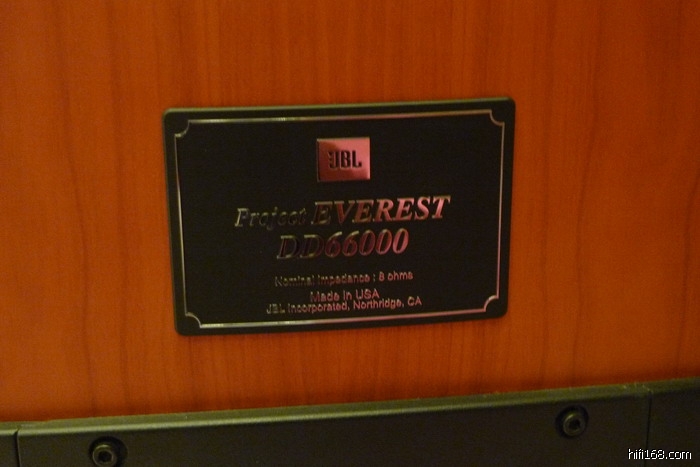 JBL
Project EVEREST
DD66000
Nominal Impedance : 8 ohms
Made in USA
JBL Incorporated, Northridge, CA
hifi168.com